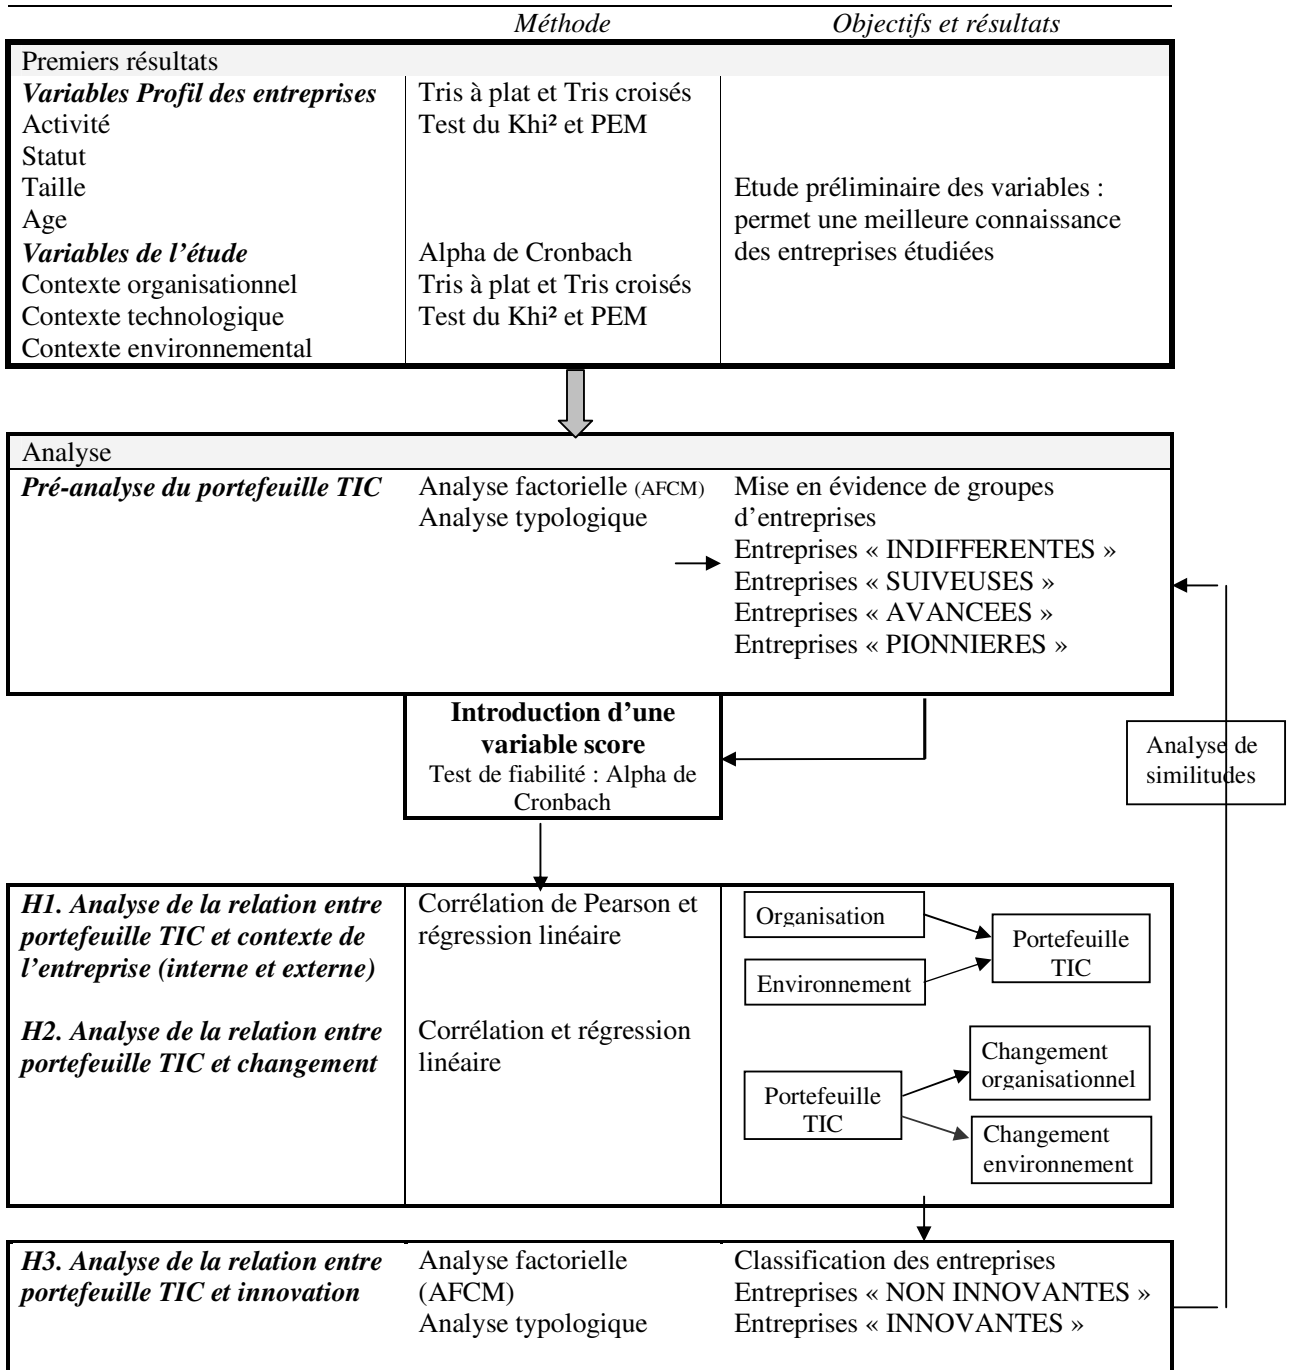 Méthode
Objectifs et résultats
Premiers résultats
Variables Profil des entreprises
Activité
Statut
Taille
Age
Variables de l’étude
Contexte organisationnel
Contexte technologique
Contexte environnemental
Tris à plat et Tris croisés
Test du Khi² et PEM
Alpha de Cronbach
Tris à plat et Tris croisés
Test du Khi² et PEM
Etude préliminaire des variables :
permet une meilleure connaissance
des entreprises étudiées
Analyse
Pré-analyse du portefeuille TIC
Analyse factorielle (AFCM)
Analyse typologique
Mise en évidence de groupes
d’entreprises
Entreprises « INDIFFERENTES »
Entreprises « SUIVEUSES »
Entreprises « AVANCEES »
Entreprises « PIONNIERES »
Introduction d’une
variable score
Test de fiabilité : Alpha de
Cronbach
Analyse de
similitudes
H1. Analyse de la relation entre
portefeuille TIC et contexte de
l’entreprise (interne et externe)
Corrélation de Pearson et
régression linéaire
Organisation
Environnement
Portefeuille
TIC
H2. Analyse de la relation entre
portefeuille TIC et changement
Corrélation et régression
linéaire
Portefeuille
TIC
Changement
organisationnel
Changement
environnement
H3. Analyse de la relation entre
portefeuille TIC et innovation
Analyse factorielle
(AFCM)
Analyse typologique
Classification des entreprises
Entreprises « NON INNOVANTES »
Entreprises « INNOVANTES »